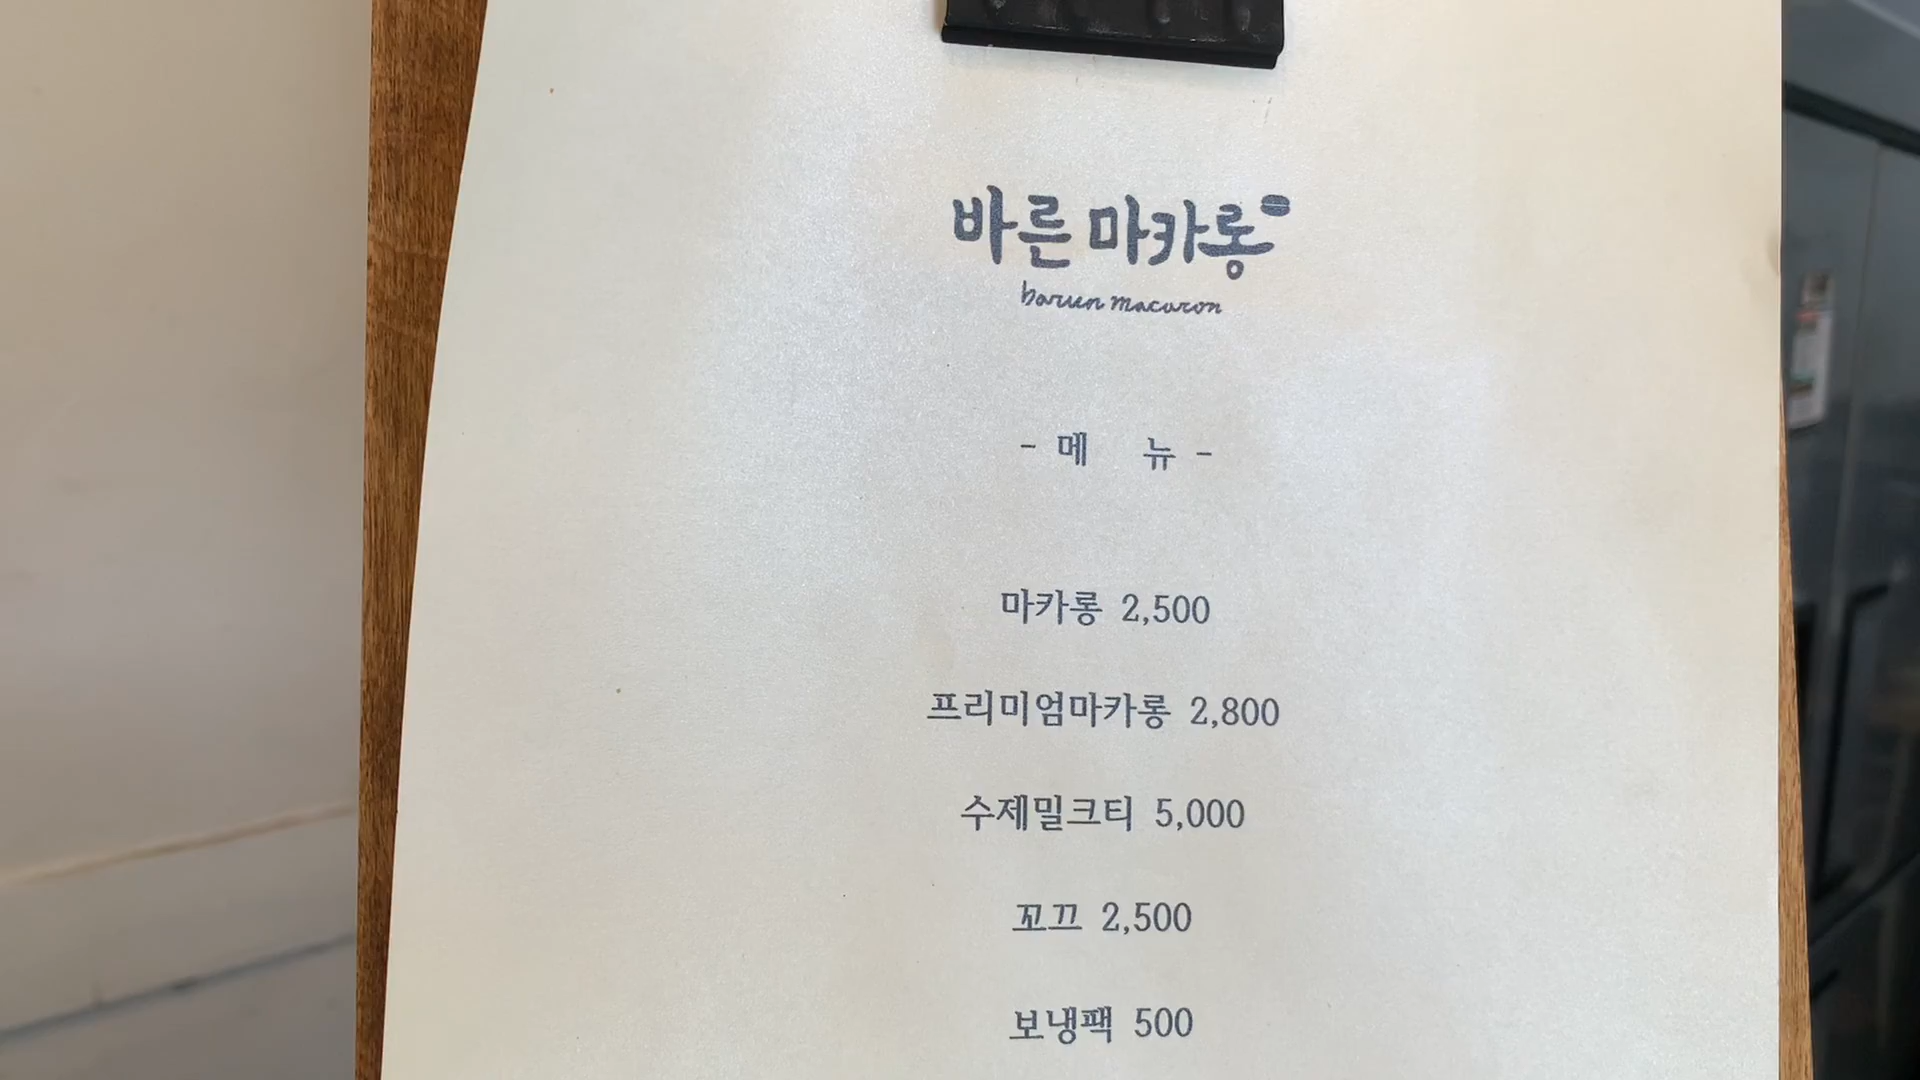 바른 마카롱
barun macaron
- 메 뉴 -
마카롱 2,500
프리미엄마카롱 2,800
수제밀크티 5,000
꼬끄 2,500
보냉팩 500